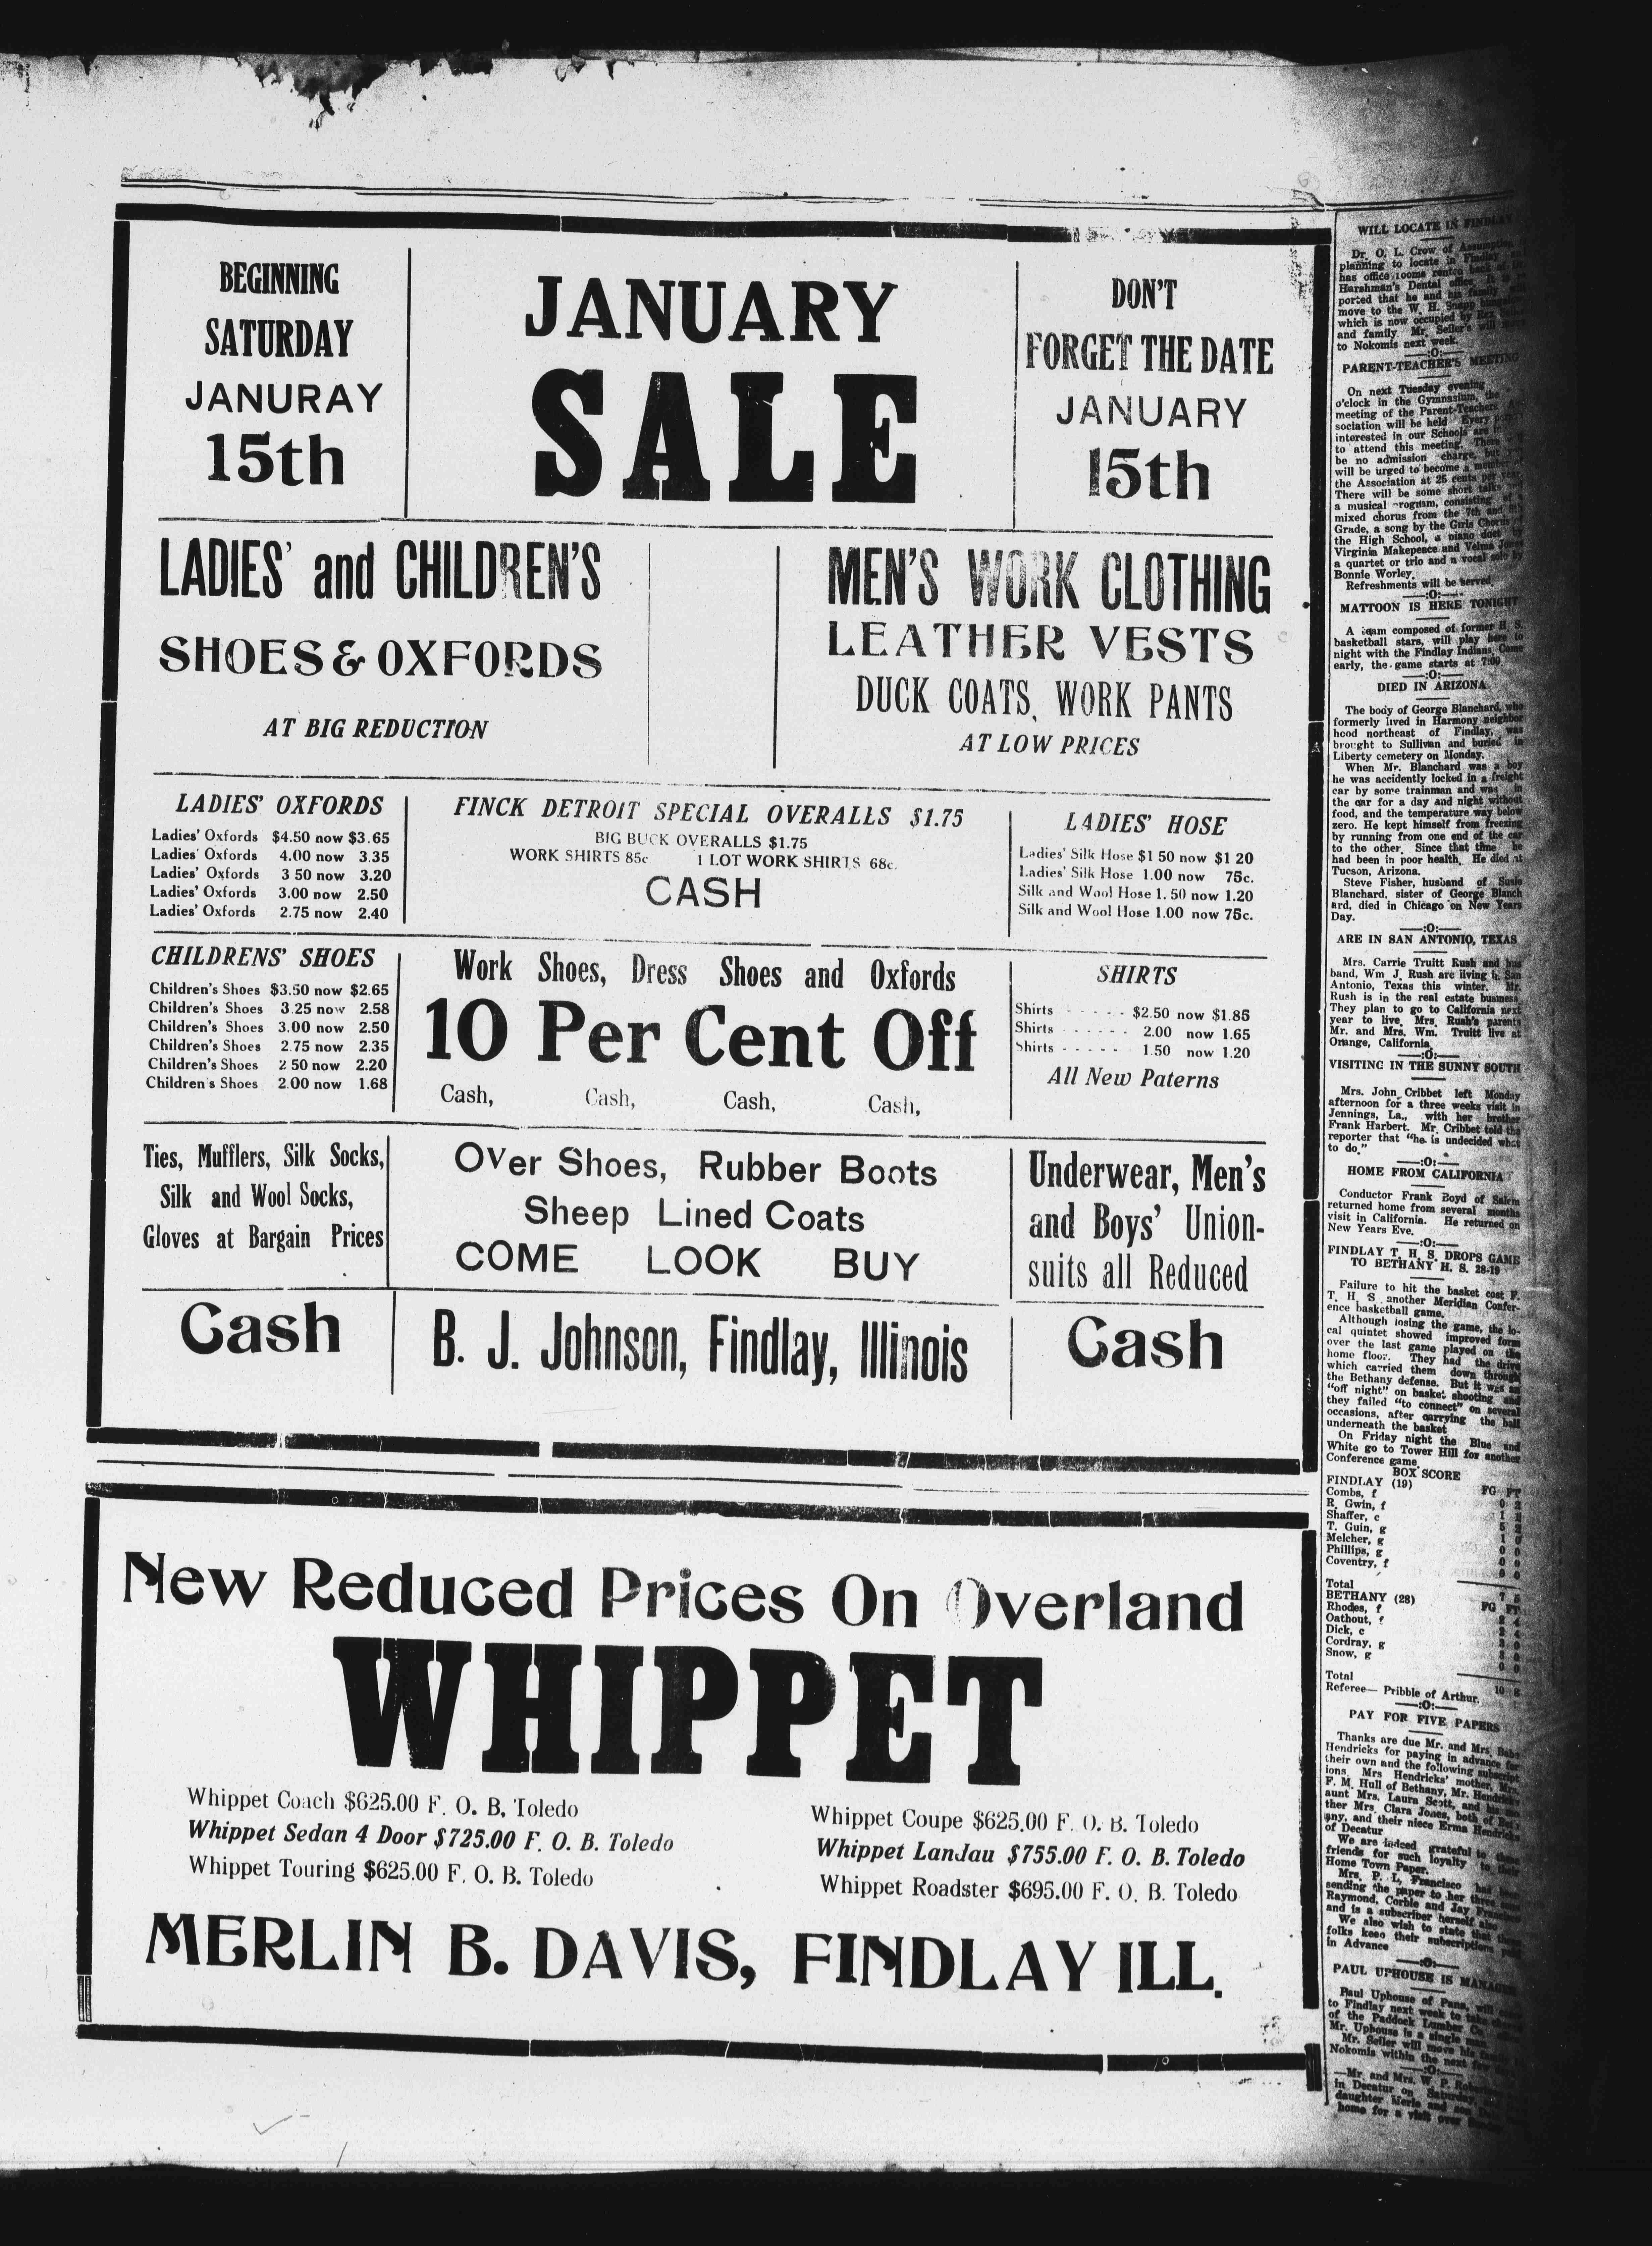 BEGINNING
SATURDAY
JANURAY
15th
JANUARY
SALE
DON'T
FORGET THE DATE
JANUARY
15th
LADIES' and CHILDREN'S
SHOES & OXFORDS
AT BIG REDUCTION
MEN'S WORK CLOTHING
LEATHER VESTS
DUCK COATS, WORK PANTS
AT LOW PRICES
LADIES' OXFORDS
Ladies' Oxfords $4.50 now $3.65
Ladies' Oxfords 4.00 now 3.35
Ladies' Oxfords 3 50 now 3.20
Ladies' Oxfords 3.00 now 2.50
Ladies' Oxfords 2.75 now 2.40
FINCK DETROIT SPECIAL OVERALLS $1.75
BIG BUCK OVERALLS $1.75
WORK SHIRTS 85c 1 LOT WORK SHIRTS 68c.
CASH
LADIES' HOSE
Ladies' Silk Hose $1 50 now $1 20
Ladies' Silk Hose 1.00 now 75c.
Silk and Wool Hose 1. 50 now 1.20
Silk and Wool Hose 1.00 now 75c.
CHILDRENS' SHOES
Children's Shoes $3.50 now $2.65
Children's Shoes 3.25 now 2.58
Children's Shoes 3.00 now 2.50
Children's Shoes 2.75 now 2.35
Children's Shoes 2 50 now 2.20
Children's Shoes 2.00 now 1.68
Work Shoes, Dress Shoes and Oxfords
10 Per Cent Off
Cash, Cash, Cash, Cash,
SHIRTS
Shirts - - - - - $2.50 now $1.85
Shirts - - - - - - 2.00 now 1.65
Shirts - - - - - 1.50 now 1.20
All New Paterns
Ties, Mufflers, Silk Socks,
Silk and Wool Socks,
Gloves at Bargain Prices
Over Shoes, Rubber Boots
Sheep Lined Coats
COME LOOK BUY
Underwear, Men's
and Boys' Union-
suits all Reduced
Cash
B. J. Johnson, Findlay, Illinois
Cash
New Reduced Prices On Overland
WHIPPET
Whippet Coach $625.00 F. O. B, Toledo
Whippet Sedan 4 Door $725.00 F. O. B. Toledo
Whippet Touring $625.00 F. O. B. Toledo
Whippet Coupe $625.00 F. O. B. Toledo
Whippet Landau $755.00 F. O. B. Toledo
Whippet Roadster $695.00 F. O. B. Toledo
MERLIN B. DAVIS, FINDLAY ILL.
WILL LOCATE IN FINDLAY
Dr. O. L. Crow of Assumption,
planning to locate in Findlay
has office rooms rented back of
Harshman's Dental office.
ported that he and his family
move to the W. H. Snapp
which is now occupied by Rex
and family. Mr. Seiler's will
to Nokomis next week.
—:O:—
PARENT-TEACHER'S MEETING
On next Tuesday evening
o'clock in the Gymnasium, the
meeting of the Parent-Teachers
sociation will be held Every
interested in our Schools are
to attend this meeting. There
be no admission charge, but
will be urged to become a member
the Association at 25 cents per year.
There will be some short talks
a musical program, consisting of a
mixed chorus from the 7th and 8th
Grade, a song by the Girls Chorus of
the High School, a piano duet by
Virginia Makepeace and Velma Jones
a quartet or trio and a vocal solo by
Bonnie Worley.
Refreshments will be served.
—:O:—
MATTOON IS HERE TONIGHT
A team composed of former H. S.
basketball stars, will play here to
night with the Findlay Indians, Come
early, the game starts at 7:00
—:O:—
DIED IN ARIZONA
The body of George Blanchard, who
formerly lived in Harmony neighbor
hood northeast of Findlay, was
brought to Sullivan and buried in
Liberty cemetery on Monday.
When Mr. Blanchard was a boy
he was accidently locked in a freight
car by some trainman and was in
the car for a day and night without
food, and the temperature way below
zero. He kept himself from freezing
by running from one end of the car
to the other. Since that time he
had been in poor health. He died at
Tucson, Arizona.
Steve Fisher, husband of Susie
Blanchard, sister of George Blanch
ard, died in Chicago on New Years
Day.
—:O:—
ARE IN SAN ANTONIO, TEXAS
Mrs. Carrie Truitt Rush and hus
band, Wm J. Rush are living in San
Antonio, Texas this winter. Mr.
Rush is in the real estate business.
They plan to go to California next
year to live. Mrs. Rush's parents
Mr. and Mrs. Wm. Truitt live at
Orange, California.
—:O:—
VISITING IN THE SUNNY SOUTH
Mrs. John Cribbet left Monday
afternoon for a three weeks visit in
Jennings, La., with her brother
Frank Harbert. Mr. Cribbet told the
reporter that "he is undecided what
to do."
—:O:—
HOME FROM CALIFORNIA
Conductor Frank Boyd of Salem
returned home from several months
visit in California. He returned on
New Years Eve.
—:O:—
FINDLAY T. H. S. DROPS GAME
TO BETHANY H. S. 28-19
Failure to hit the basket cost F.
T. H. S another Meridian Confer-
ence basketball game.
Although losing the game, the lo-
cal quintet showed improved form
over the last game played on the
home floor. They had the drive
which carried them down through
the Bethany defense. But it was an
"off night" on basket shooting and
they failed "to connect" on several
occasions, after carrying the ball
underneath the basket
On Friday night the Blue and
White go to Tower Hill for another
Conference game
BOX SCORE
FINDLAY (19) FG FT
Combs, f 0 2
R. Gwin, f 1 1
Shaffer, c 5 2
T. Guin, g 1 0
Melcher, g 0 0
Phillips, g 0 0
Coventry, f 0 0
Total 7 5
BETHANY (28) FG FT
Rhodes, f
Oathout, f
Dick, c
Cordray, g
Snow, g 0 0
Total 10 8
Referee— Pribble of Arthur.
—:O:—
PAY FOR FIVE PAPERS
Thanks are due Mr. and Mrs.
Hendricks for paying in advance for
their own and the following subscript
ions Mrs Hendricks' mother, Mrs.
F. M. Hull of Bethany, Mr. Hendricks
aunt Mrs. Laura Scott, and his mo
ther Mrs. Clara Jones, both of
any, and their niece Erma Hendricks
of Decatur
We are indeed grateful to these
friends for such loyalty to their
Home Town Paper.
Mrs. P. L. Francisco has been
sending the paper to her three sons
Raymond, Corble and Jay Francisco
and is a subscriber herself also
We also wish to state that these
folks keep their subscriptions paid
in Advance
—:O:—
PAUL UPHOUSE IS MANAGER
Paul Uphouse of Pana, will
to Findlay next week to take
of the Paddock Lumber Co.
Mr. Uphouse is a single man.
Mr. Seiler will move his family
Nokomis within the next few
—:O:—
—Mr. and Mrs. W. P.
in Decatur on Saturday
daughter Merle and son
home for a visit over